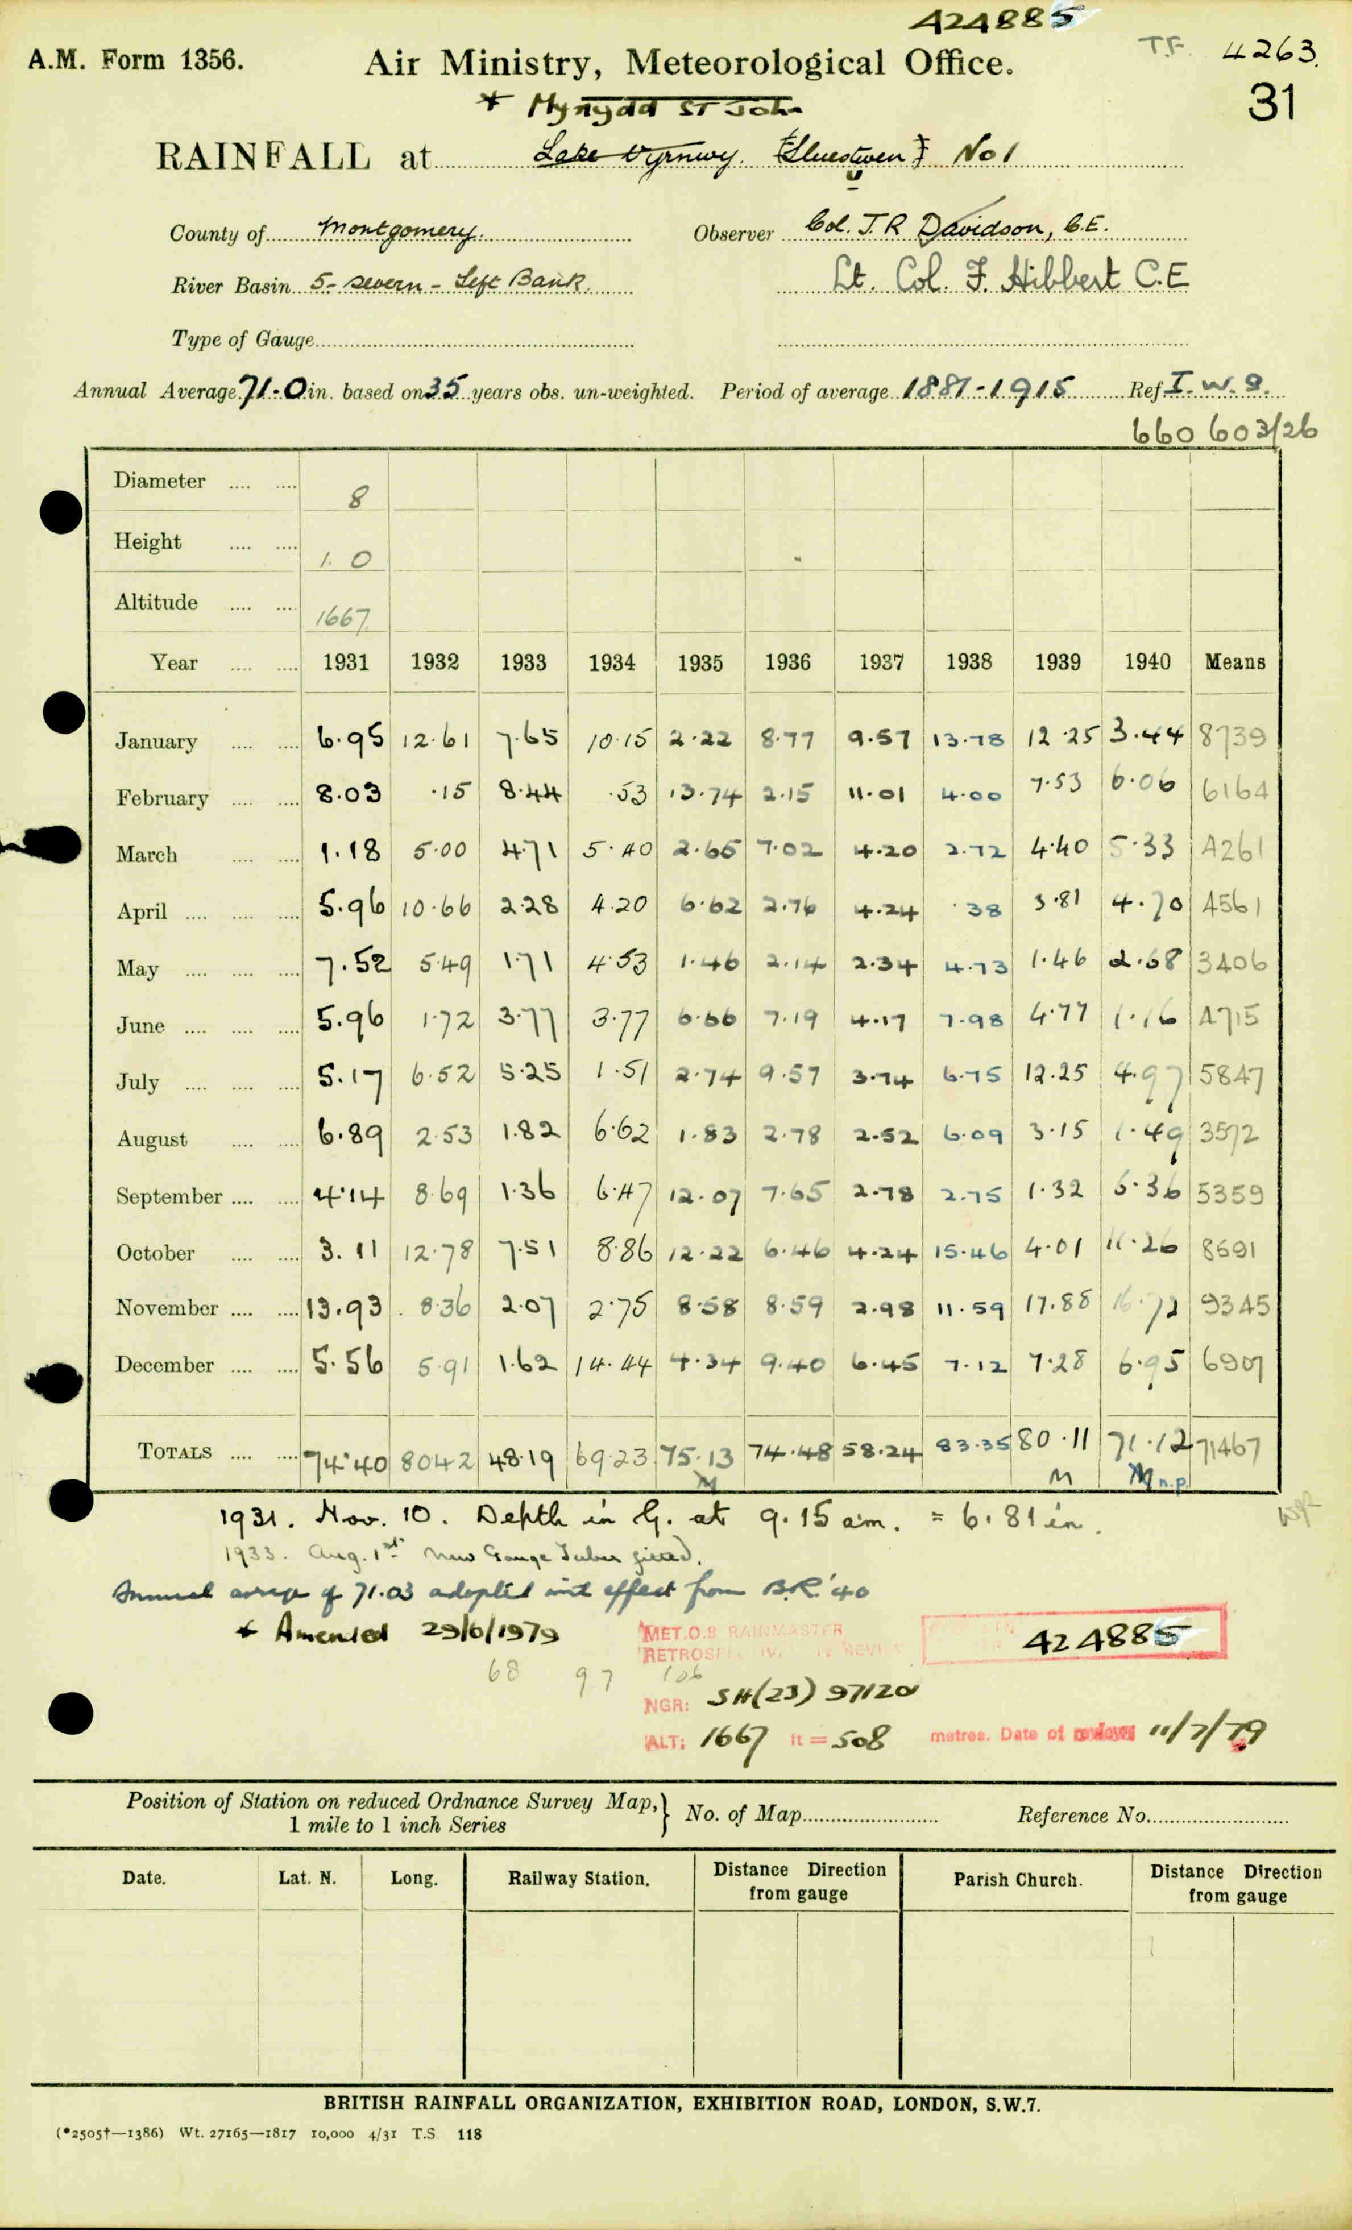 424885
A.M. Form 1356. Air Ministry, Meteorological Office. T.F. 4263.
31
* Mynydd St John
RAINFALL at Lake Vyrnwy. No 1
County of Montgomery. Observer Col. J.R Davidson, C.E.
River Basin 5 - Severn - Left Bank. Lt. Col. F. Hibbert C.E
Type of Gauge
Annual Average 71.0 in. based on 35 years obs. un-weighted. Period of average 1881-1915 Ref I.W.S.
660 603/26
Diameter 8
Height 1. 0
Altitude 1667
Year 1931 1932 1933 1934 1935 1936 1937 1938 1939 1940 Means
January 6.95 12.61 7.65 10.15 2.22 8.77 9.57 13.78 12.25 3.44 8739
February 8.03 .15 8.44 .53 13.74 2.15 11.01 4.00 7.53 6.06 6164
March 1.18 5.00 4.71 5.40 2.65 7.02 4.20 2.72 4.40 5.33 4261
April 5.96 10.66 2.28 4.20 6.62 2.76 4.24 .38 3.81 4.70 4561
May 7.52 5.49 1.71 4.53 1.46 2.14 2.34 4.73 1.46 2.68 3406
June 5.96 1.72 3.77 3.77 6.66 7.19 4.17 7.98 4.77 1.16 4715
July 5.17 6.52 5.25 1.51 2.74 9.57 3.74 6.75 12.25 4.97 5847
August 6.89 2.53 1.82 6.62 1.83 2.78 2.52 6.09 3.15 1.49 3572
September 4.14 8.69 1.36 6.47 12.07 7.65 2.78 2.75 1.32 6.36 5359
October 3.11 12.78 7.51 8.86 12.22 6.46 4.24 15.46 4.01 11.26 8591
November 13.93 8.36 2.07 2.75 8.58 8.59 2.98 11.59 17.88 16.72 9345
December 5.56 5.91 1.62 14.44 4.34 9.40 6.45 7.12 7.28 6.95 6907
TOTALS 74.40 80.42 48.19 69.23 75.13 74.48 58.24 83.35 80.11 71.12 71467
M M M n.p.
1931. Nov. 10. Depth in G. at 9.15 am. = 6.81 in.
1933. Aug. 1st New Gauge Tubes fitted.
Annual average of 71.03 adopted with effect from B.R. '40
* Amended 29/6/1979
MET.O.8 RAINMASTER
RETROSPECTIVE REVIEW
424885
68 97 106
NGR: SH(23) 97120
ALT: 1667 ft = 508 metres. Date of review 11/7/79
Position of Station on reduced Ordnance Survey Map, 1 mile to 1 inch Series } No. of Map Reference No.
Date. Lat. N. Long. Railway Station. Distance Direction from gauge Parish Church. Distance Direction from gauge
BRITISH RAINFALL ORGANIZATION, EXHIBITION ROAD, LONDON, S.W.7.
(*2505†—1386) Wt. 27165—1817 10,000 4/31 T.S. 118